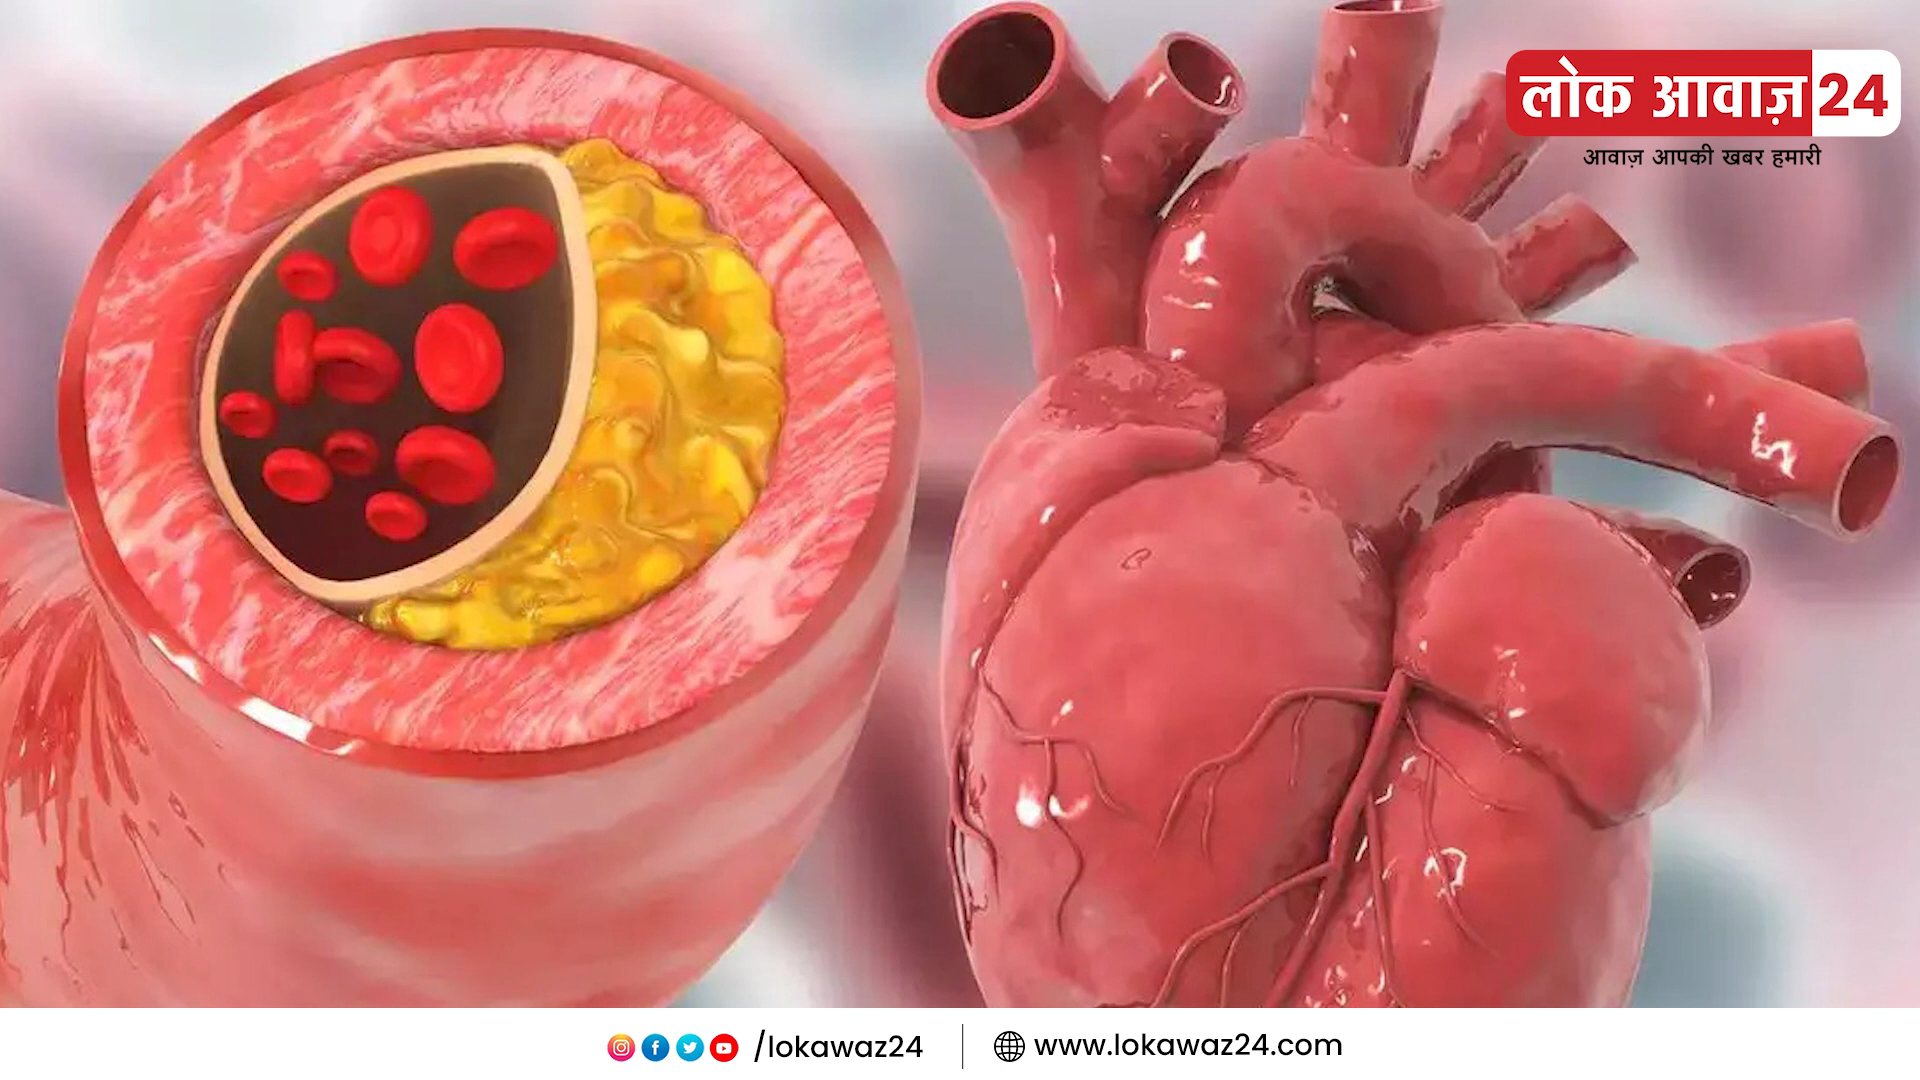 लोक आवाज़ 24
आवाज़ आपकी खबर हमारी
/lokawaz24
www.lokawaz24.com